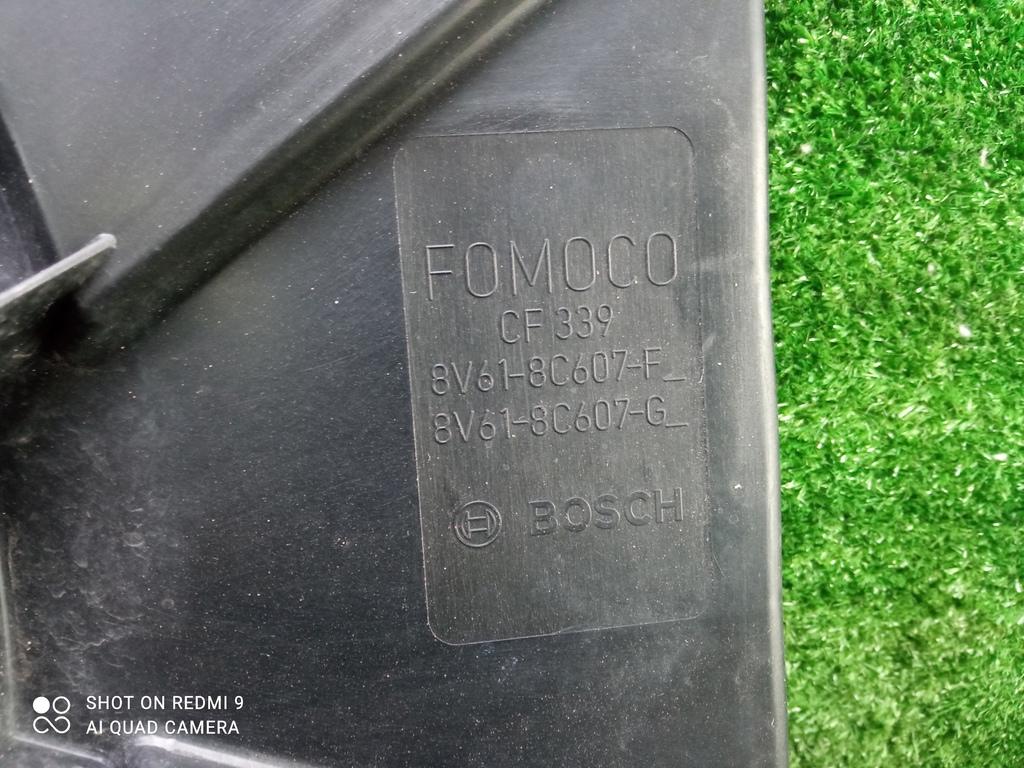 FOMOCO
CF 339
8V61-8C607-F_
8V61-8C607-G_
BOSCH
SHOT ON REDMI 9
AI QUAD CAMERA